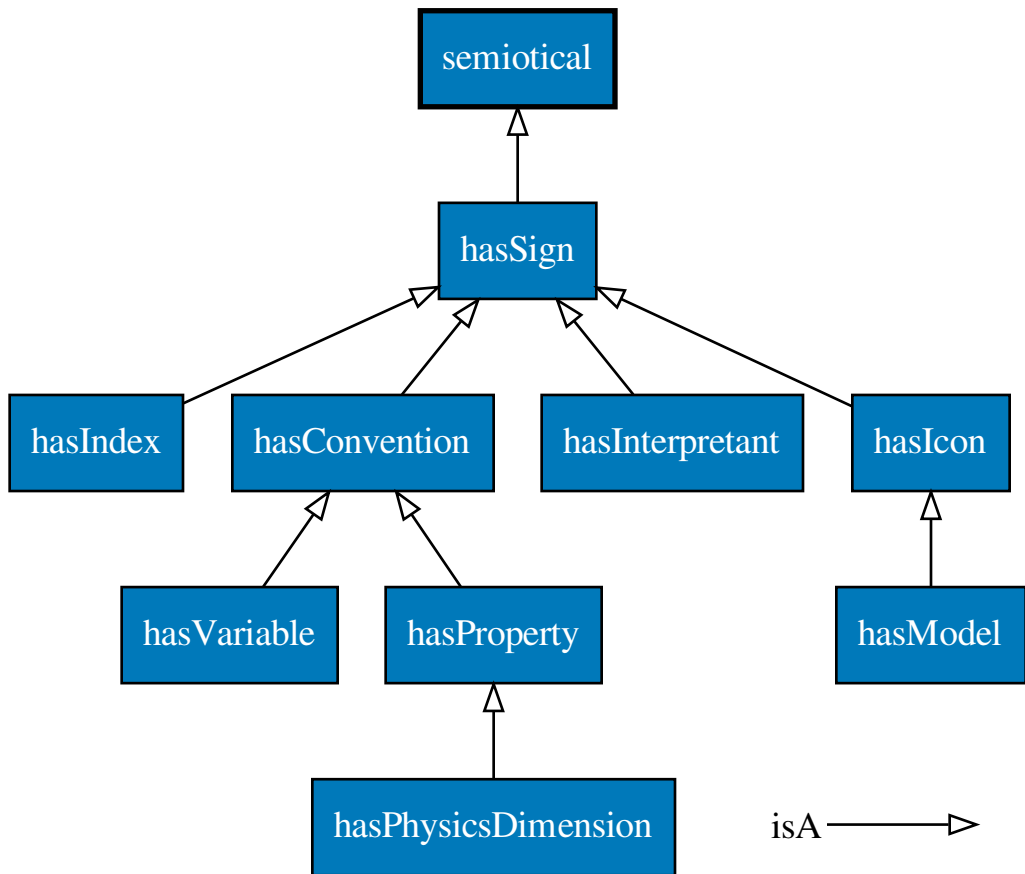 semiotical
hasSign
hasIndex
hasConvention
hasInterpretant
hasIcon
hasVariable
hasProperty
hasModel
hasPhysicsDimension
isA